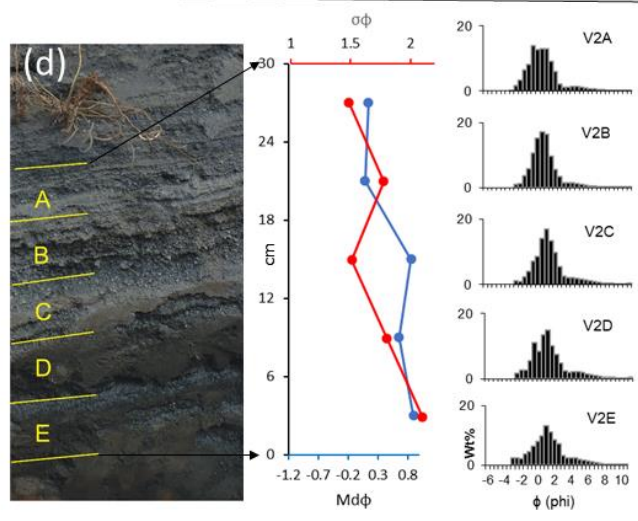 (d)
A
B
C
D
E
σϕ
1 1.5 2
30
24
18
12
6
0
cm
-1.2 -0.7 -0.2 0.3 0.8
Mdϕ
20
0
V2A
20
0
V2B
20
0
V2C
20
0
V2D
20
0
V2E
Wt%
-6 -4 -2 0 2 4 6 8 10
ϕ (phi)